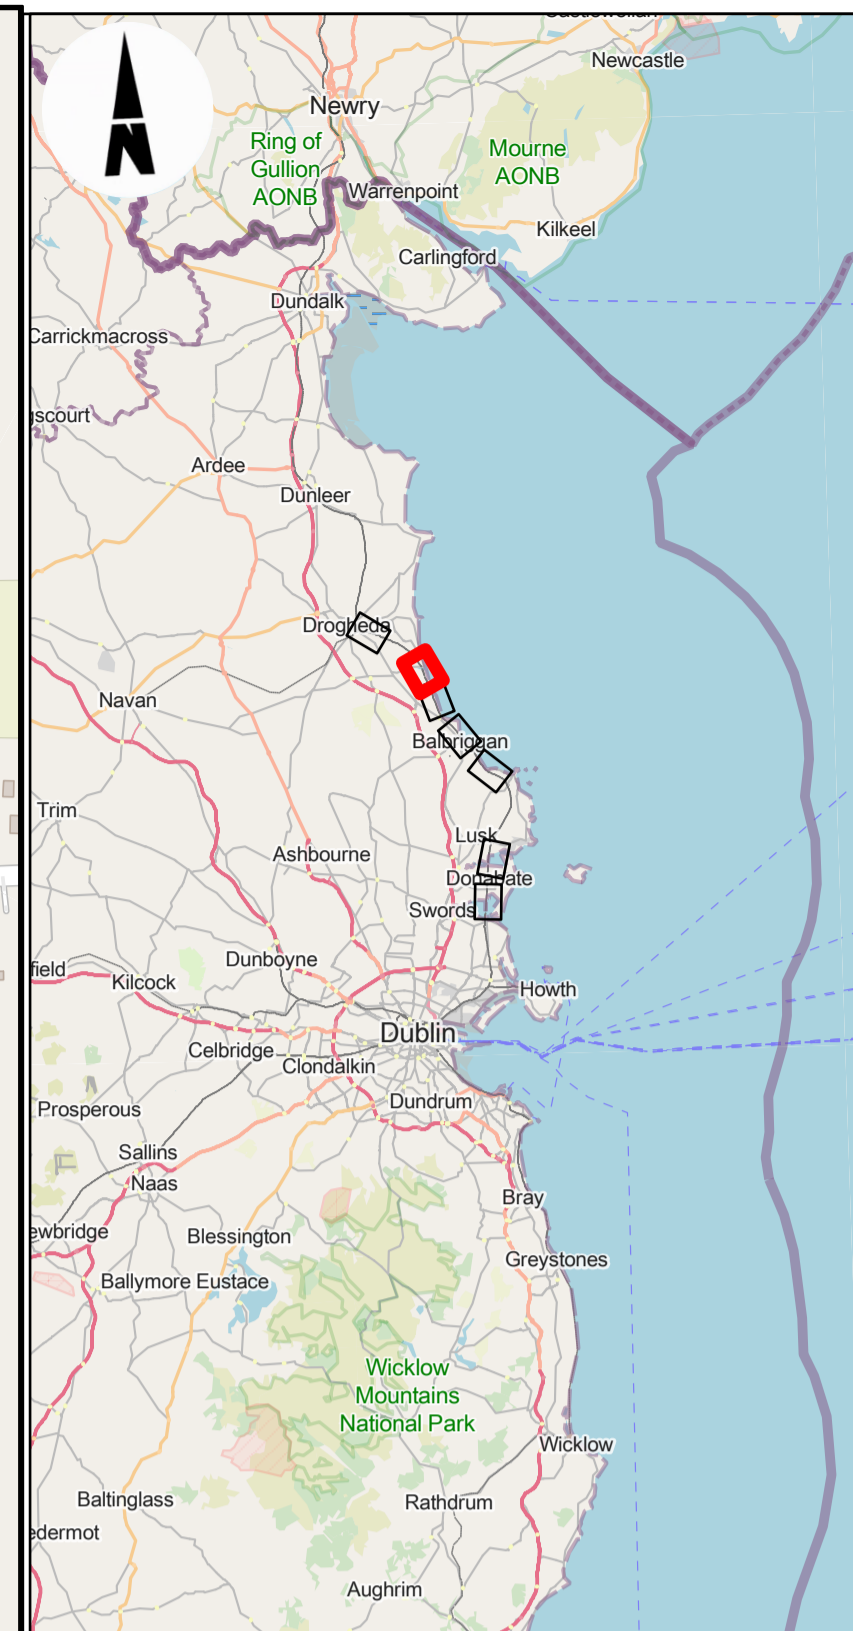 Newcastle
Newry
Ring of
Gullion
AONB
Mourne
AONB
Warrenpoint
Kilkeel
Carlingford
Dundalk
Carrickmacross
gscourt
Ardee
Dunleer
Drogheda
Navan
Balbriggan
Trim
Lusk
Ashbourne
Donabate
Swords
Dunboyne
field
Kilcock
Howth
Dublin
Celbridge
Clondalkin
Dundrum
Prosperous
Sallins
Naas
Bray
ewbridge
Blessington
Greystones
Ballymore Eustace
Wicklow
Mountains
National Park
Wicklow
Baltinglass
Rathdrum
edermot
Aughrim
N